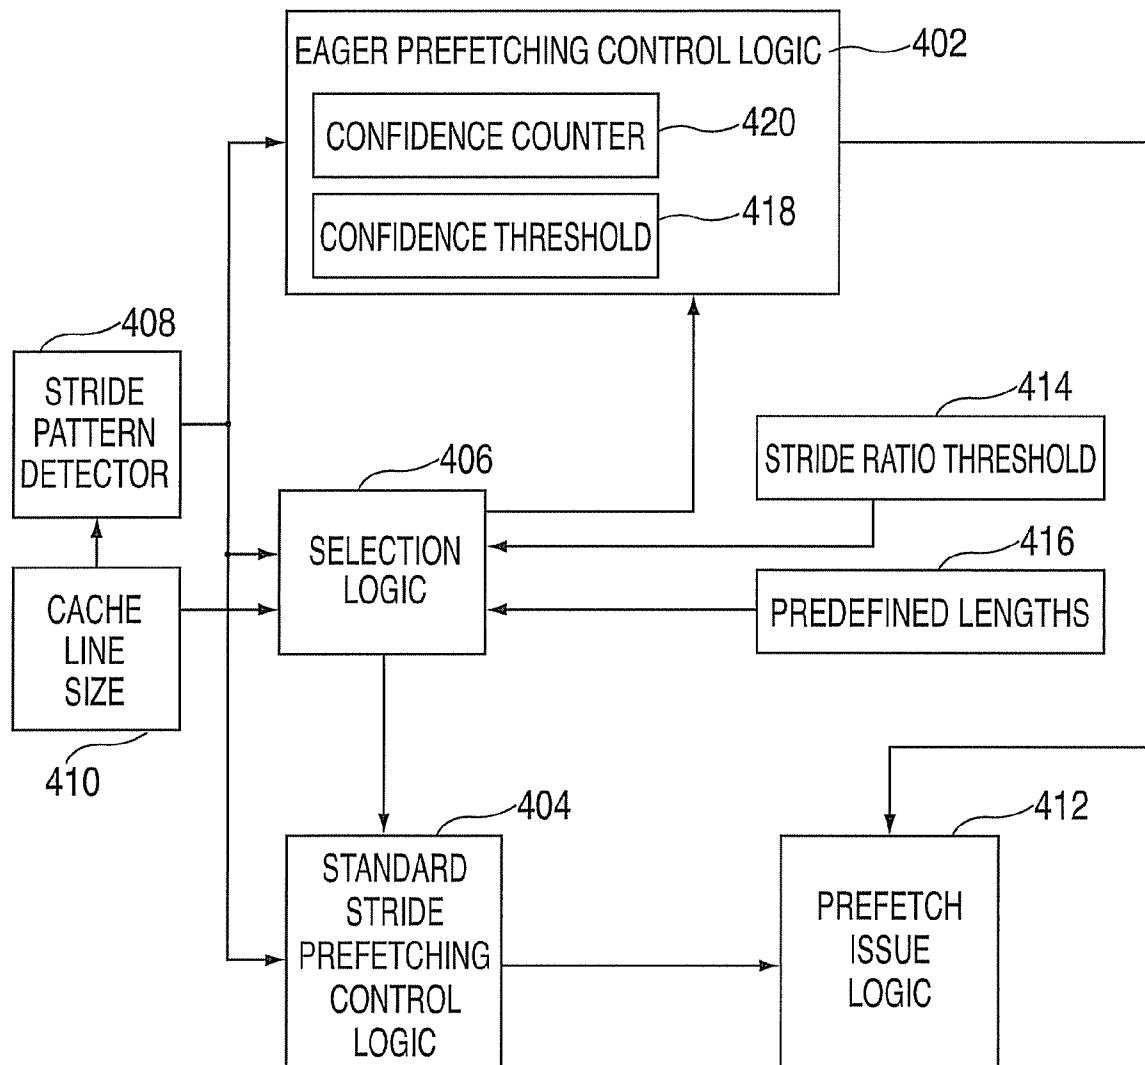 EAGER PREFETCHING CONTROL LOGIC
402
CONFIDENCE COUNTER
420
CONFIDENCE THRESHOLD
418
408
STRIDE
PATTERN
DETECTOR
414
STRIDE RATIO THRESHOLD
406
SELECTION
LOGIC
416
PREDEFINED LENGTHS
CACHE
LINE
SIZE
410
404
STANDARD
STRIDE
PREFETCHING
CONTROL
LOGIC
412
PREFETCH
ISSUE
LOGIC